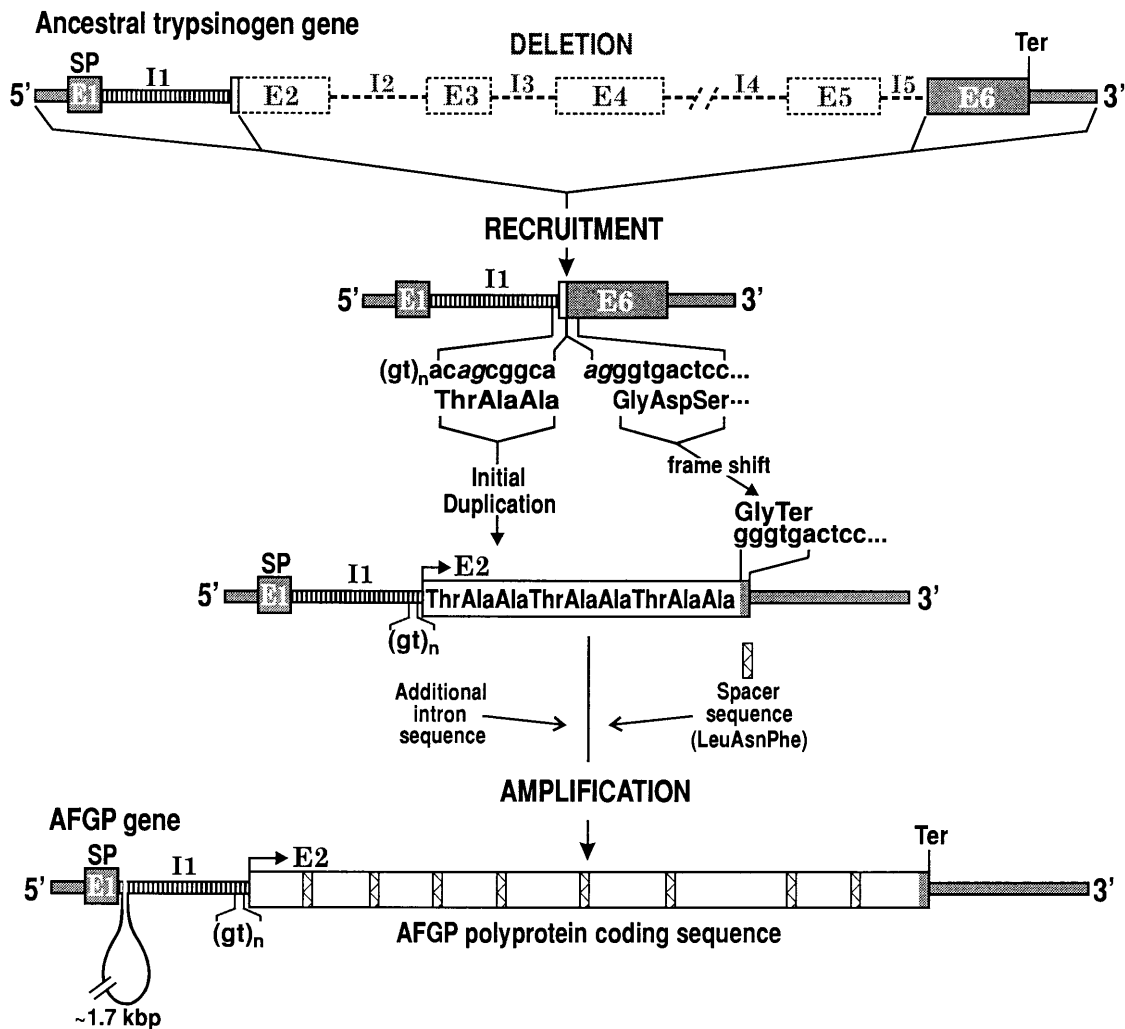 Ancestral trypsinogen gene
DELETION
Ter
SP
5’ E1 I1 E2 I2 E3 I3 E4 I4 E5 I5 E6 3’
RECRUITMENT
5’ E1 I1 E6 3’
(gt)nacagcggca agggtgactcc...
ThrAlaAla GlyAspSer...
Initial
Duplication
frame shift
GlyTer
gggtgactcc...
SP
5’ E1 I1 E2 3’
ThrAlaAlaThrAlaAlaThrAlaAla
(gt)n
Additional
intron
sequence
Spacer
sequence
(LeuAsnPhe)
AMPLIFICATION
AFGP gene
SP
Ter
5’ E1 I1 E2 3’
(gt)n
AFGP polyprotein coding sequence
~1.7 kbp